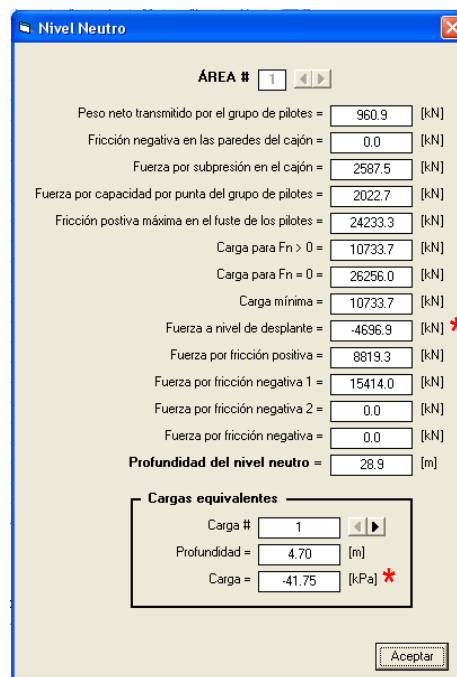 Nivel Neutro
ÁREA # 1
Peso neto transmitido por el grupo de pilotes = 960.9 [kN]
Fricción negativa en las paredes del cajón = 0.0 [kN]
Fuerza por subpresión en el cajón = 2587.5 [kN]
Fuerza por capacidad por punta del grupo de pilotes = 2022.7 [kN]
Fricción postiva máxima en el fuste de los pilotes = 24233.3 [kN]
Carga para Fn > 0 = 10733.7 [kN]
Carga para Fn = 0 = 26256.0 [kN]
Carga mínima = 10733.7 [kN]
Fuerza a nivel de desplante = -4696.9 [kN] *
Fuerza por fricción positiva = 8819.3 [kN]
Fuerza por fricción negativa 1 = 15414.0 [kN]
Fuerza por fricción negativa 2 = 0.0 [kN]
Fuerza por fricción negativa = 0.0 [kN]
Profundidad del nivel neutro = 28.9 [m]
Cargas equivalentes
Carga # 1
Profundidad = 4.70 [m]
Carga = -41.75 [kPa] *
Aceptar